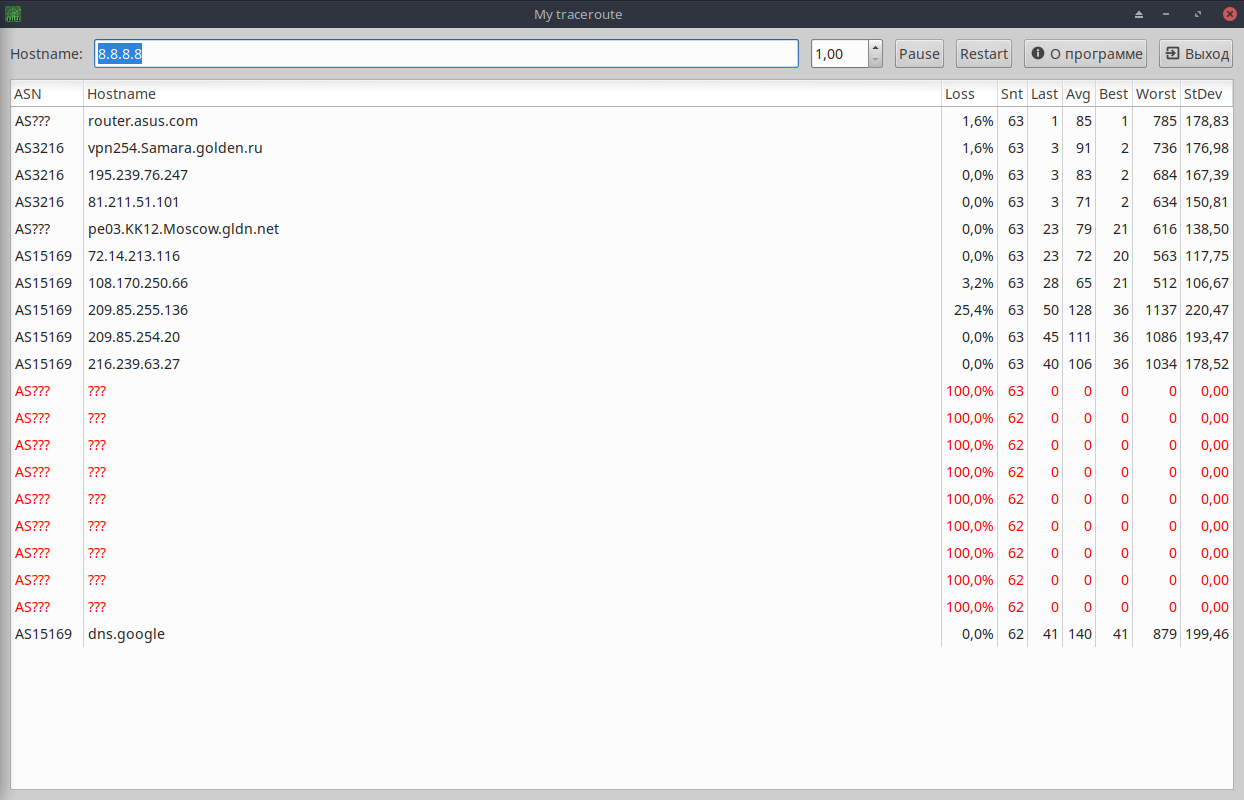 My traceroute
Hostname: 8.8.8.8 1,00 Pause Restart О программе Выход
ASN Hostname Loss Snt Last Avg Best Worst StDev
AS??? router.asus.com 1,6% 63 1 85 1 785 178,83
AS3216 vpn254.Samara.golden.ru 1,6% 63 3 91 2 736 176,98
AS3216 195.239.76.247 0,0% 63 3 83 2 684 167,39
AS3216 81.211.51.101 0,0% 63 3 71 2 634 150,81
AS??? pe03.KK12.Moscow.gldn.net 0,0% 63 23 79 21 616 138,50
AS15169 72.14.213.116 0,0% 63 23 72 20 563 117,75
AS15169 108.170.250.66 3,2% 63 28 65 21 512 106,67
AS15169 209.85.255.136 25,4% 63 50 128 36 1137 220,47
AS15169 209.85.254.20 0,0% 63 45 111 36 1086 193,47
AS15169 216.239.63.27 0,0% 63 40 106 36 1034 178,52
AS??? ??? 100,0% 63 0 0 0 0 0,00
AS??? ??? 100,0% 62 0 0 0 0 0,00
AS??? ??? 100,0% 62 0 0 0 0 0,00
AS??? ??? 100,0% 62 0 0 0 0 0,00
AS??? ??? 100,0% 62 0 0 0 0 0,00
AS??? ??? 100,0% 62 0 0 0 0 0,00
AS??? ??? 100,0% 62 0 0 0 0 0,00
AS??? ??? 100,0% 62 0 0 0 0 0,00
AS??? ??? 100,0% 62 0 0 0 0 0,00
AS15169 dns.google 0,0% 62 41 140 41 879 199,46